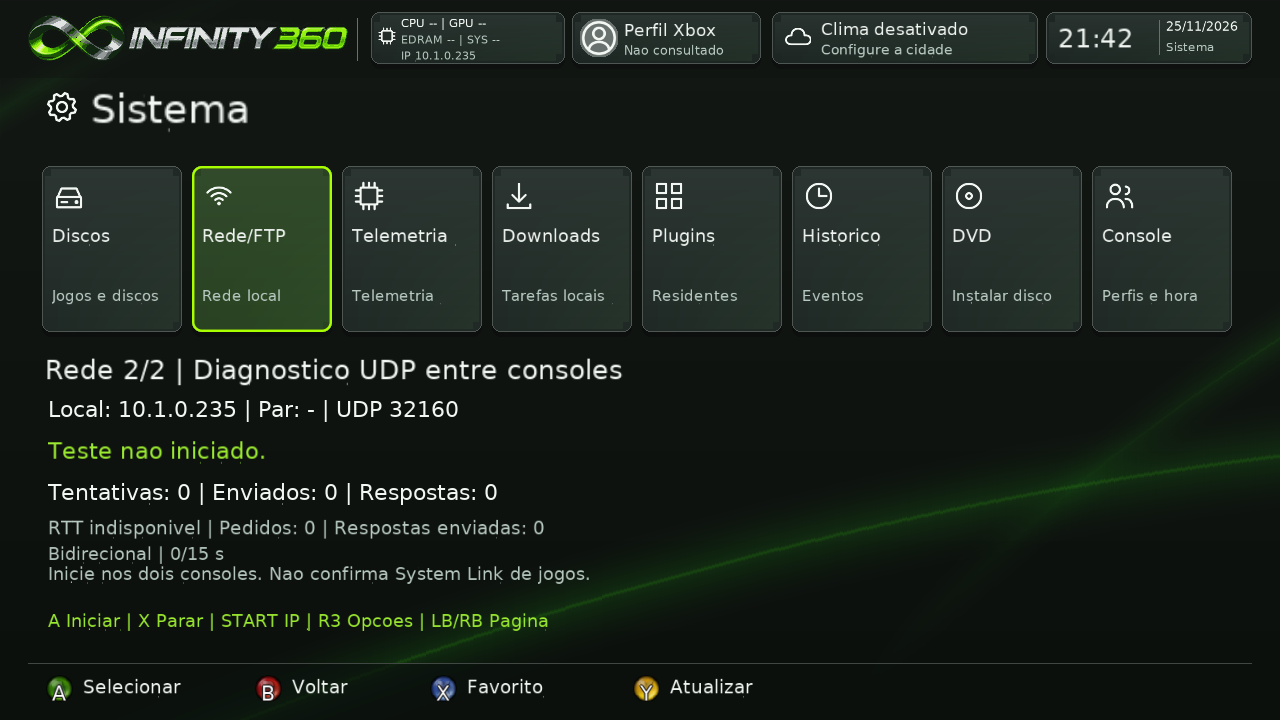 INFINITY 360
CPU -- | GPU --
EDRAM -- | SYS --
IP 10.1.0.235
Perfil Xbox
Nao consultado
Clima desativado
Configure a cidade
21:42
25/11/2026
Sistema
Sistema
Discos
Jogos e discos
Rede/FTP
Rede local
Telemetria
Telemetria
Downloads
Tarefas locais
Plugins
Residentes
Historico
Eventos
DVD
Instalar disco
Console
Perfis e hora
Rede 2/2 | Diagnostico UDP entre consoles
Local: 10.1.0.235 | Par: - | UDP 32160
Teste nao iniciado.
Tentativas: 0 | Enviados: 0 | Respostas: 0
RTT indisponivel | Pedidos: 0 | Respostas enviadas: 0
Bidirecional | 0/15 s
Inicie nos dois consoles. Nao confirma System Link de jogos.
A Iniciar | X Parar | START IP | R3 Opcoes | LB/RB Pagina
A Selecionar
B Voltar
X Favorito
Y Atualizar